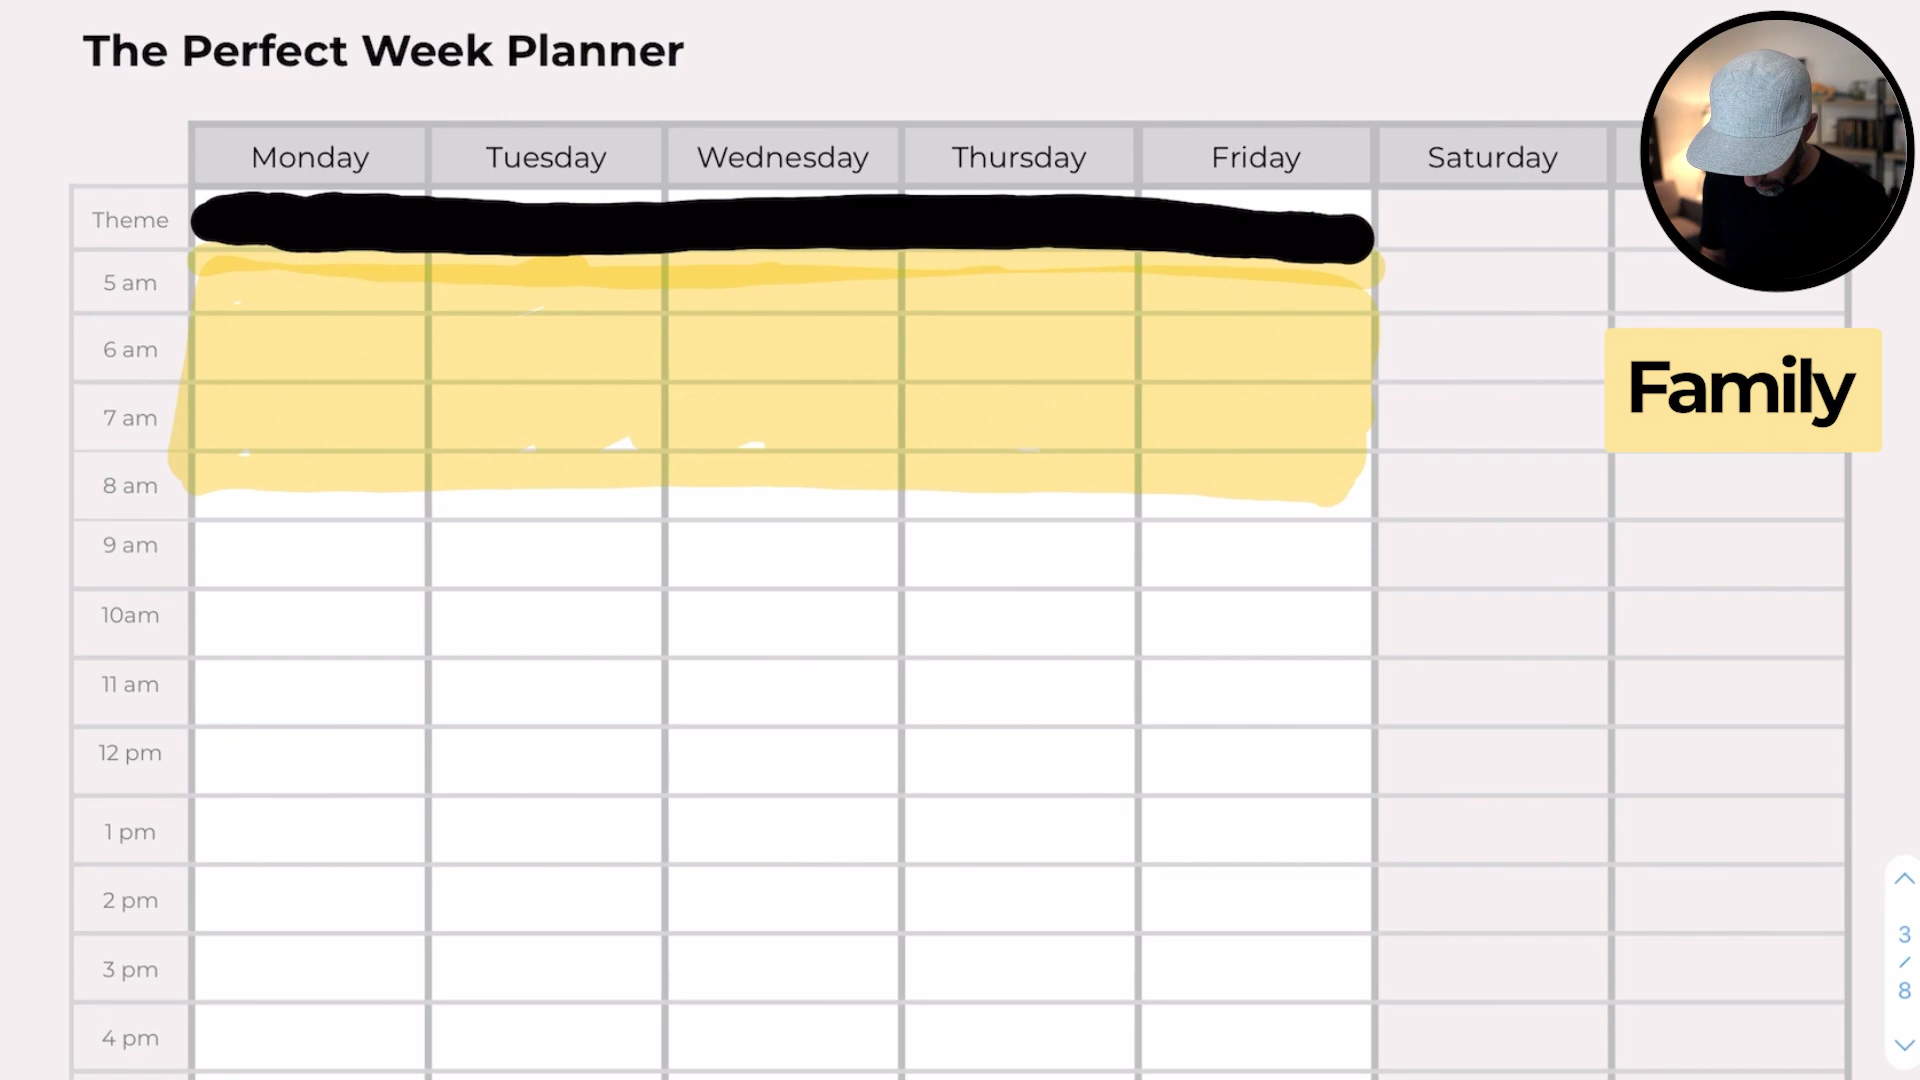 The Perfect Week Planner
Monday Tuesday Wednesday Thursday Friday Saturday
Theme
5 am
6 am
Family
7 am
8 am
9 am
10am
11 am
12 pm
1 pm
2 pm
3 pm
4 pm
3
/
8